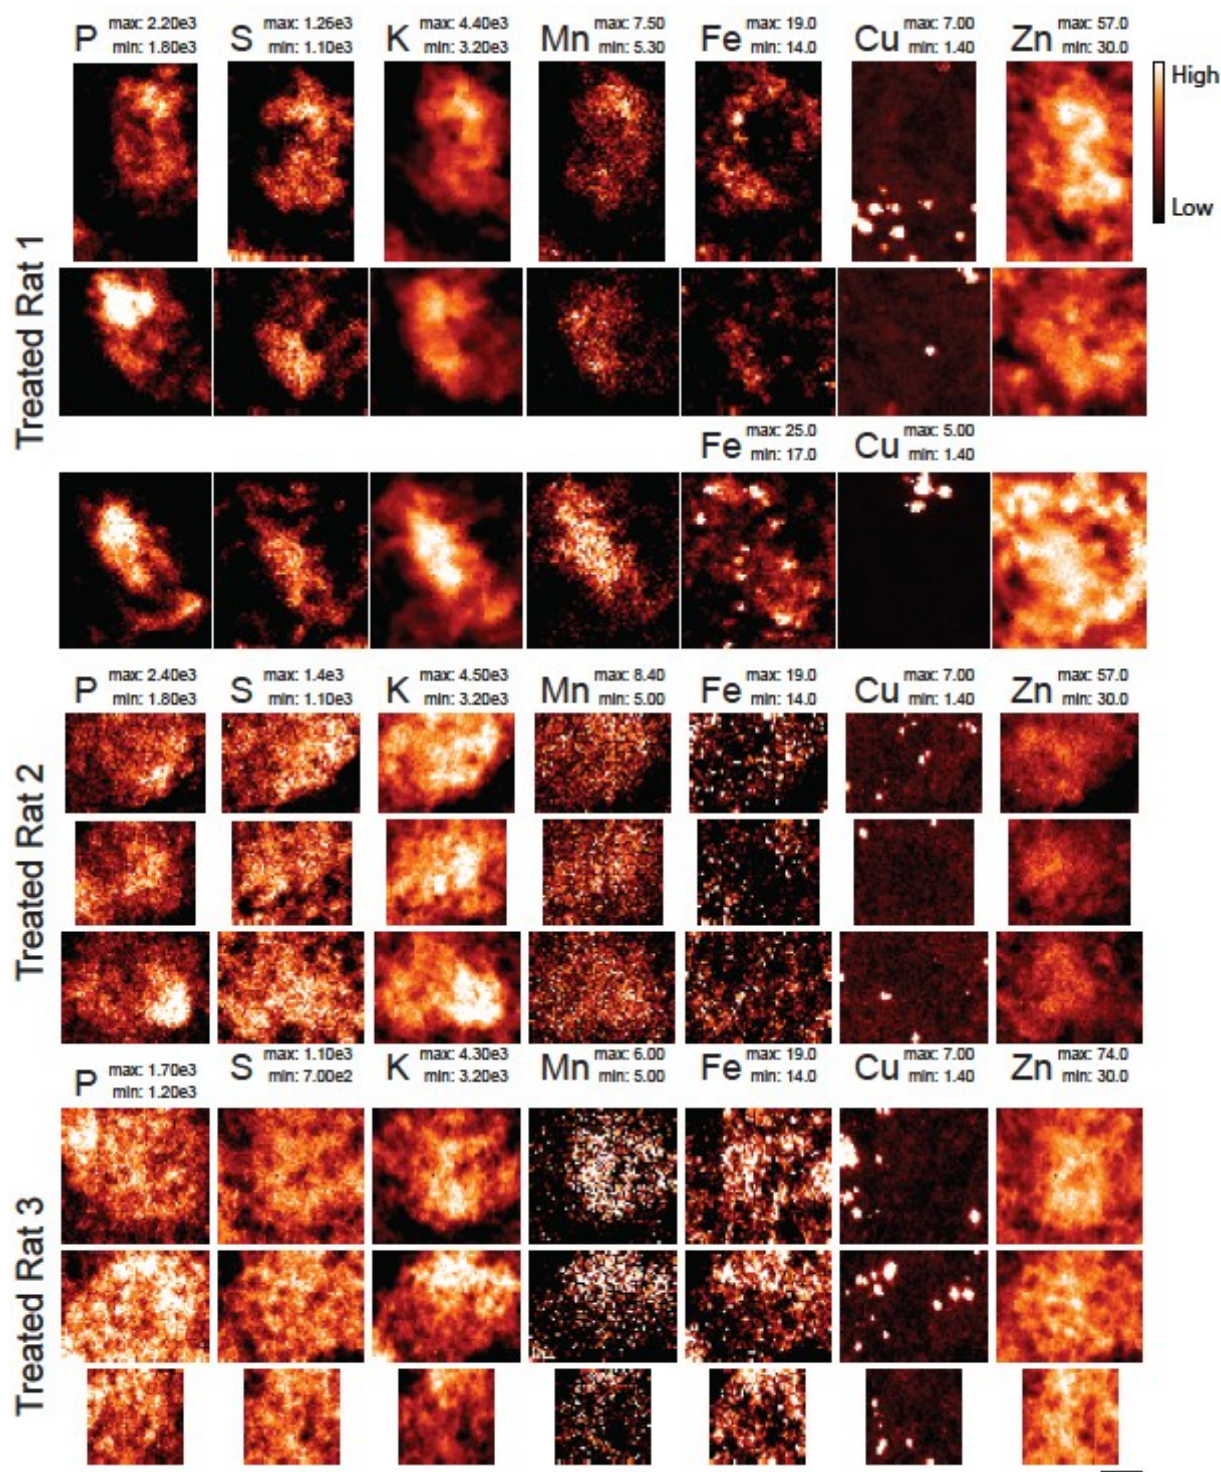 P max: 2.20e3 min: 1.80e3 S max: 1.26e3 min: 1.10e3 K max: 4.40e3 min: 3.20e3 Mn max: 7.50 min: 5.30 Fe max: 19.0 min: 14.0 Cu max: 7.00 min: 1.40 Zn max: 57.0 min: 30.0
High
Low
Treated Rat 1
Fe max: 25.0 min: 17.0 Cu max: 5.00 min: 1.40
P max: 2.40e3 min: 1.80e3 S max: 1.4e3 min: 1.10e3 K max: 4.50e3 min: 3.20e3 Mn max: 8.40 min: 5.00 Fe max: 19.0 min: 14.0 Cu max: 7.00 min: 1.40 Zn max: 57.0 min: 30.0
Treated Rat 2
P max: 1.70e3 min: 1.20e3 S max: 1.10e3 min: 7.00e2 K max: 4.30e3 min: 3.20e3 Mn max: 6.00 min: 5.00 Fe max: 19.0 min: 14.0 Cu max: 7.00 min: 1.40 Zn max: 74.0 min: 30.0
Treated Rat 3